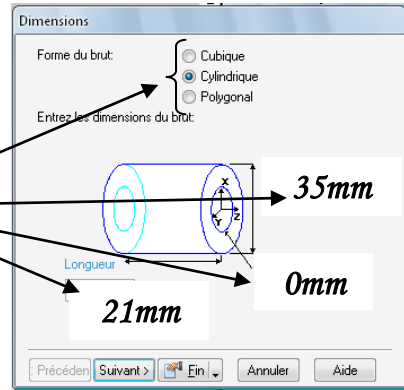 Dimensions
Forme du brut:
Cubique
Cylindrique
Polygonal
Entrez les dimensions du brut:
X
Y
Z
35mm
0mm
Longueur
21mm
Précéden Suivant > Fin Annuler Aide